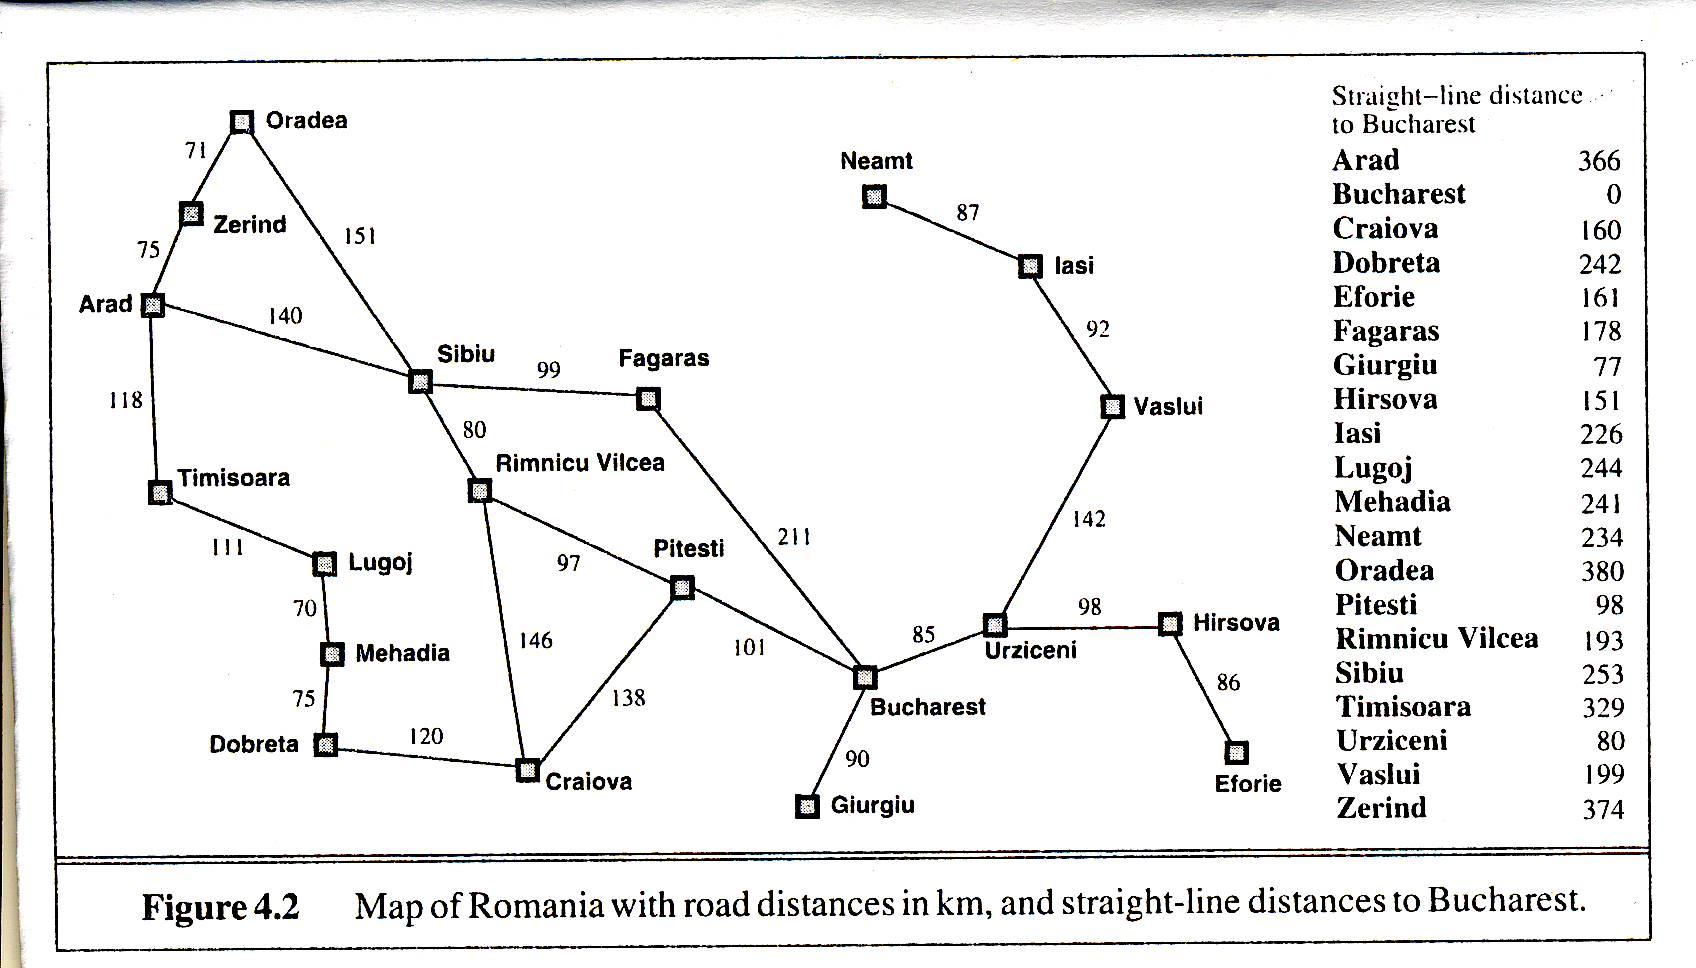 Oradea
71
Zerind
75
151
Arad
140
118
Sibiu
99
Fagaras
80
Rimnicu Vilcea
Timisoara
111
Lugoj
70
Mehadia
75
Dobreta
120
146
97
Pitesti
211
101
138
Craiova
Neamt
87
Iasi
92
Vaslui
142
98
Hirsova
85
Urziceni
86
Bucharest
90
Giurgiu
Eforie
Straight–line distance
to Bucharest
Arad 366
Bucharest 0
Craiova 160
Dobreta 242
Eforie 161
Fagaras 178
Giurgiu 77
Hirsova 151
Iasi 226
Lugoj 244
Mehadia 241
Neamt 234
Oradea 380
Pitesti 98
Rimnicu Vilcea 193
Sibiu 253
Timisoara 329
Urziceni 80
Vaslui 199
Zerind 374
Figure 4.2 Map of Romania with road distances in km, and straight-line distances to Bucharest.